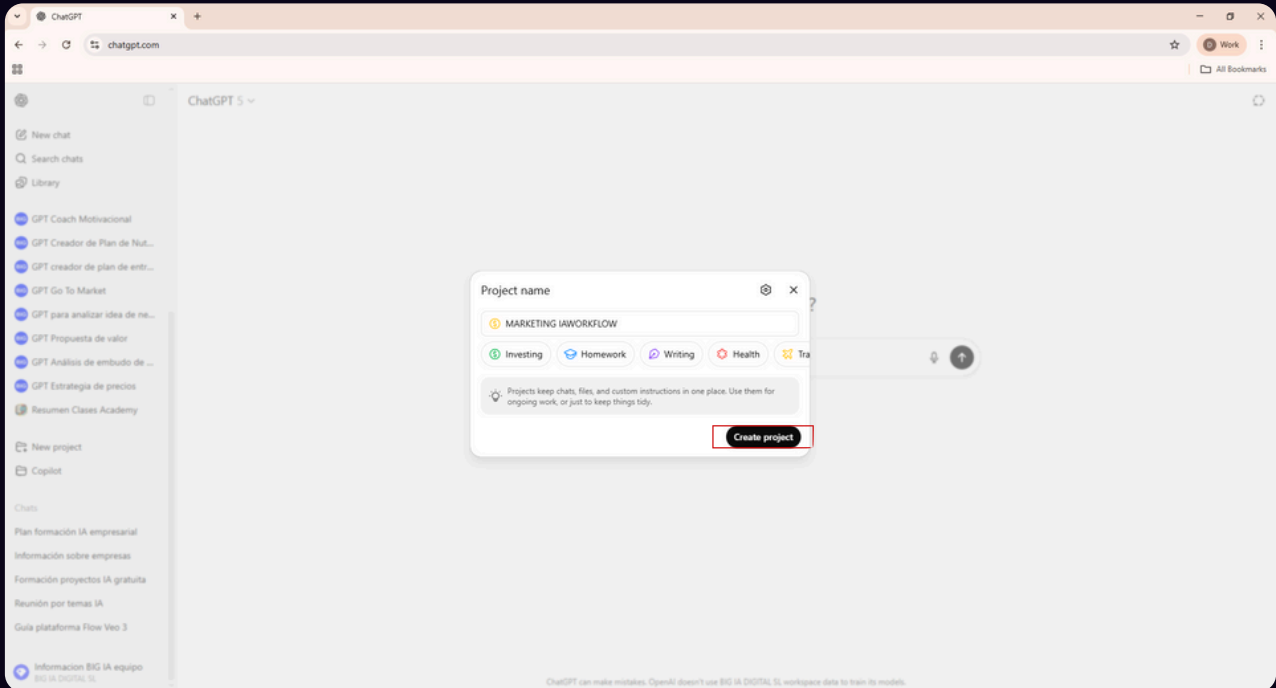 ChatGPT
chatgpt.com
Work
All Bookmarks
ChatGPT 5
New chat
Search chats
Library
GPT Coach Motivacional
GPT Creador de Plan de Nut...
GPT creador de plan de entr...
GPT Go To Market
GPT para analizar idea de ne...
GPT Propuesta de valor
GPT Análisis de embudo de ...
GPT Estrategia de precios
Resumen Clases Academy
New project
Copilot
Chats
Plan formación IA empresarial
Información sobre empresas
Formación proyectos IA gratuita
Reunión por temas IA
Guía plataforma Flow Veo 3
Informacion BIG IA equipo
BIG IA DIGITAL SL
Project name
?
MARKETING IAWORKFLOW
Investing Homework Writing Health Tra
Projects keep chats, files, and custom instructions in one place. Use them for
ongoing work, or just to keep things tidy.
Create project
ChatGPT can make mistakes. OpenAI doesn't use BIG IA DIGITAL SL workspace data to train its models.